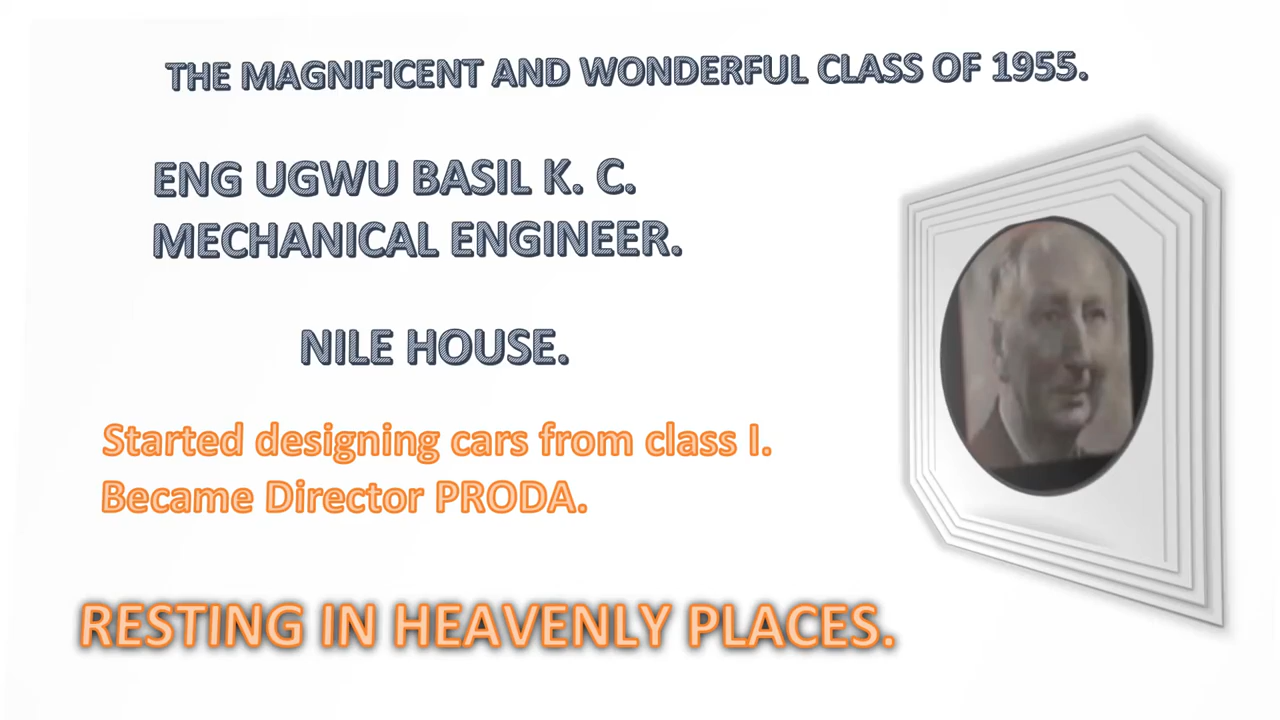 THE MAGNIFICENT AND WONDERFUL CLASS OF 1955.
ENG UGWU BASIL K. C.
MECHANICAL ENGINEER.
NILE HOUSE.
Started designing cars from class I.
Became Director PRODA.
RESTING IN HEAVENLY PLACES.